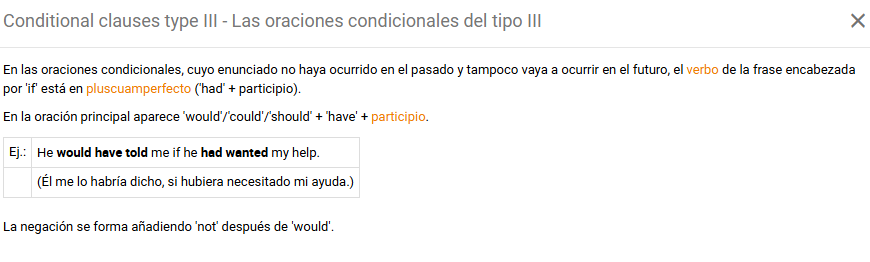 Conditional clauses type III - Las oraciones condicionales del tipo III
En las oraciones condicionales, cuyo enunciado no haya ocurrido en el pasado y tampoco vaya a ocurrir en el futuro, el verbo de la frase encabezada
por 'if' está en pluscuamperfecto ('had' + participio).
En la oración principal aparece 'would'/'could'/'should' + 'have' + participio.
Ej.: He would have told me if he had wanted my help.
(Él me lo habría dicho, si hubiera necesitado mi ayuda.)
La negación se forma añadiendo 'not' después de 'would'.